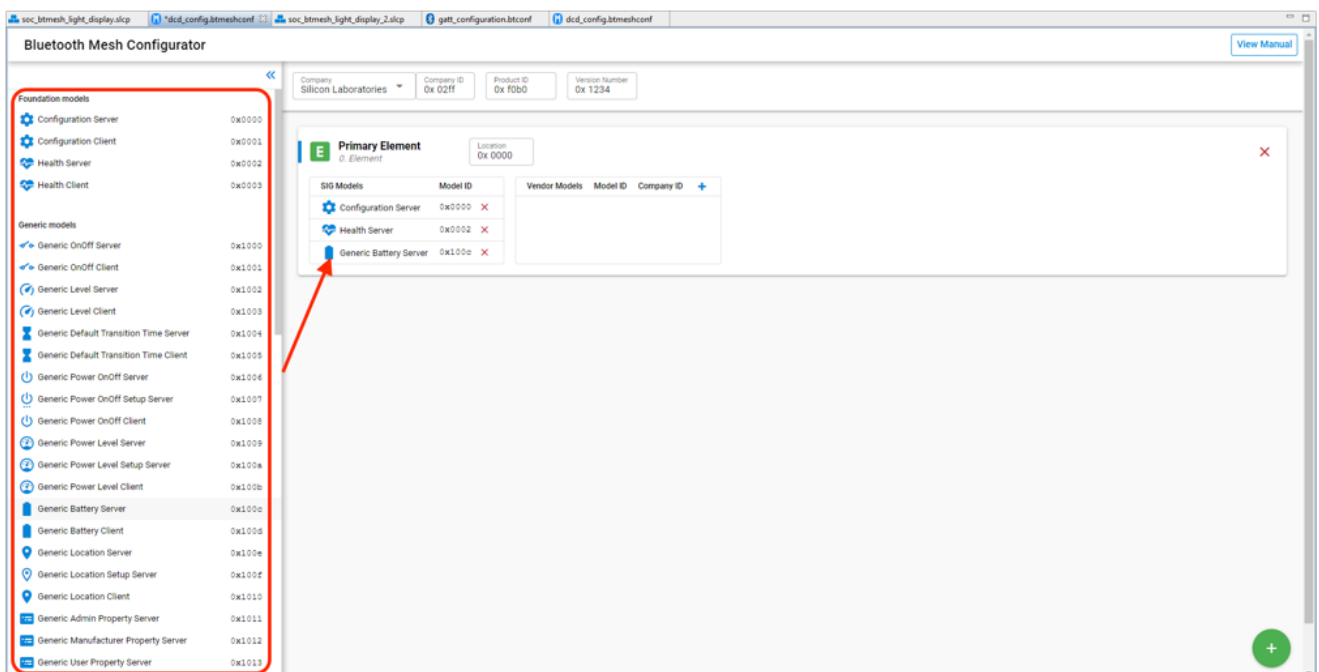 soc_btmesh_light_display.slcp *dcd_config.btmeshconf soc_btmesh_light_display_2.slcp gatt_configuration.btconf dcd_config.btmeshconf
Bluetooth Mesh Configurator
View Manual
Foundation models
Configuration Server 0x0000
Configuration Client 0x0001
Health Server 0x0002
Health Client 0x0003
Generic models
Generic OnOff Server 0x1000
Generic OnOff Client 0x1001
Generic Level Server 0x1002
Generic Level Client 0x1003
Generic Default Transition Time Server 0x1004
Generic Default Transition Time Client 0x1005
Generic Power OnOff Server 0x1006
Generic Power OnOff Setup Server 0x1007
Generic Power OnOff Client 0x1008
Generic Power Level Server 0x1009
Generic Power Level Setup Server 0x100a
Generic Power Level Client 0x100b
Generic Battery Server 0x100c
Generic Battery Client 0x100d
Generic Location Server 0x100e
Generic Location Setup Server 0x100f
Generic Location Client 0x1010
Generic Admin Property Server 0x1011
Generic Manufacturer Property Server 0x1012
Generic User Property Server 0x1013
Company Company ID Product ID Version Number
Silicon Laboratories 0x 02ff 0x f0b0 0x 1234
E
Primary Element
0. Element
Location
0x 0000
SIG Models Model ID
Configuration Server 0x0000
Health Server 0x0002
Generic Battery Server 0x100c
Vendor Models Model ID Company ID +
+